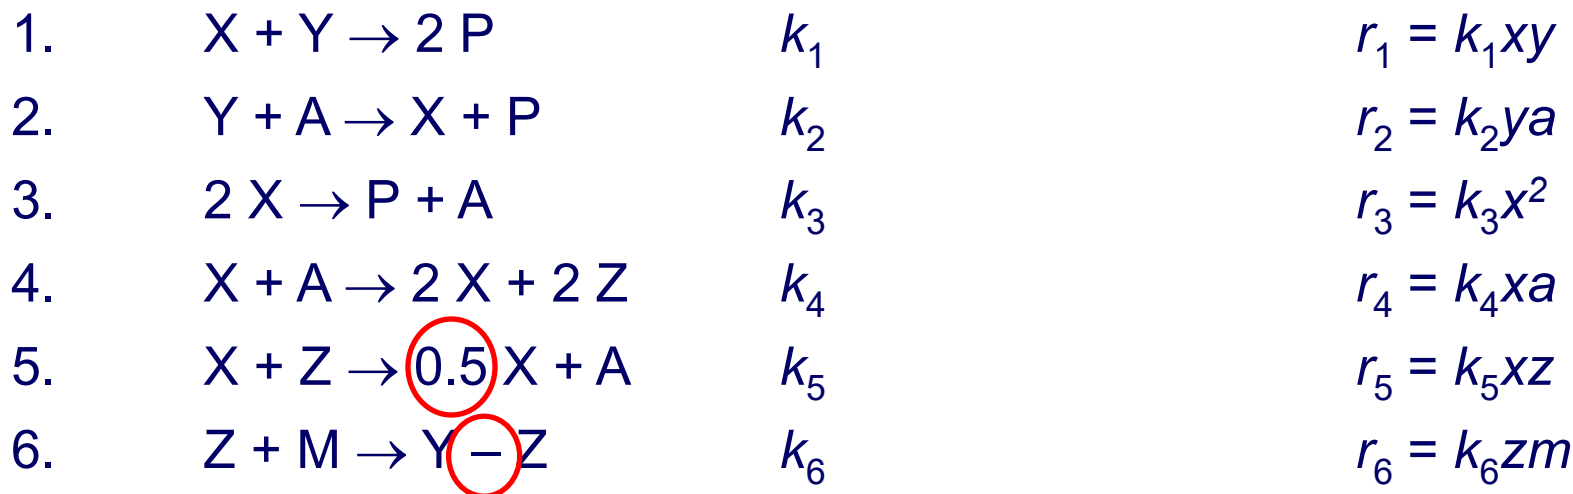 1. X + Y → 2 P k₁ r₁ = k₁xy
2. Y + A → X + P k₂ r₂ = k₂ya
3. 2 X → P + A k₃ r₃ = k₃x²
4. X + A → 2 X + 2 Z k₄ r₄ = k₄xa
5. X + Z → 0.5 X + A k₅ r₅ = k₅xz
6. Z + M → Y – Z k₆ r₆ = k₆zm